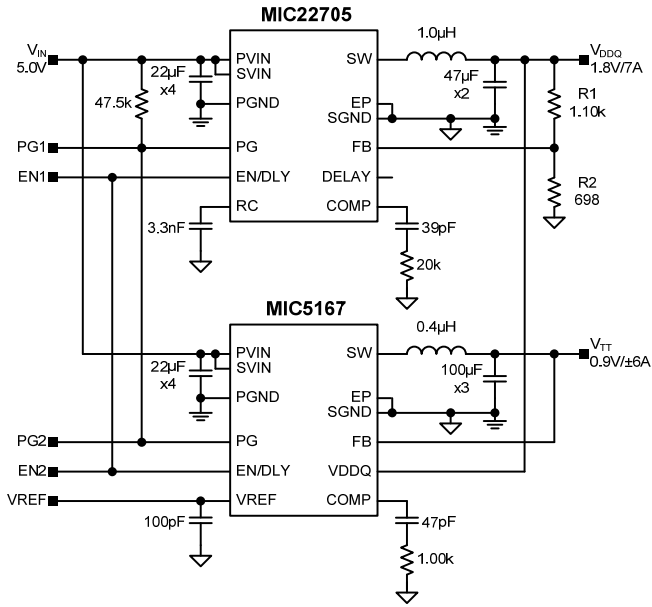 MIC22705
V_IN
5.0V
22µF
x4
47.5k
PG1
EN1
3.3nF
PVIN
SVIN
PGND
PG
EN/DLY
RC
SW
EP
SGND
FB
DELAY
COMP
1.0µH
47µF
x2
V_DDQ
1.8V/7A
R1
1.10k
R2
698
39pF
20k
MIC5167
22µF
x4
PG2
EN2
VREF
100pF
PVIN
SVIN
PGND
PG
EN/DLY
VREF
SW
EP
SGND
FB
VDDQ
COMP
0.4µH
100µF
x3
V_TT
0.9V/±6A
47pF
1.00k